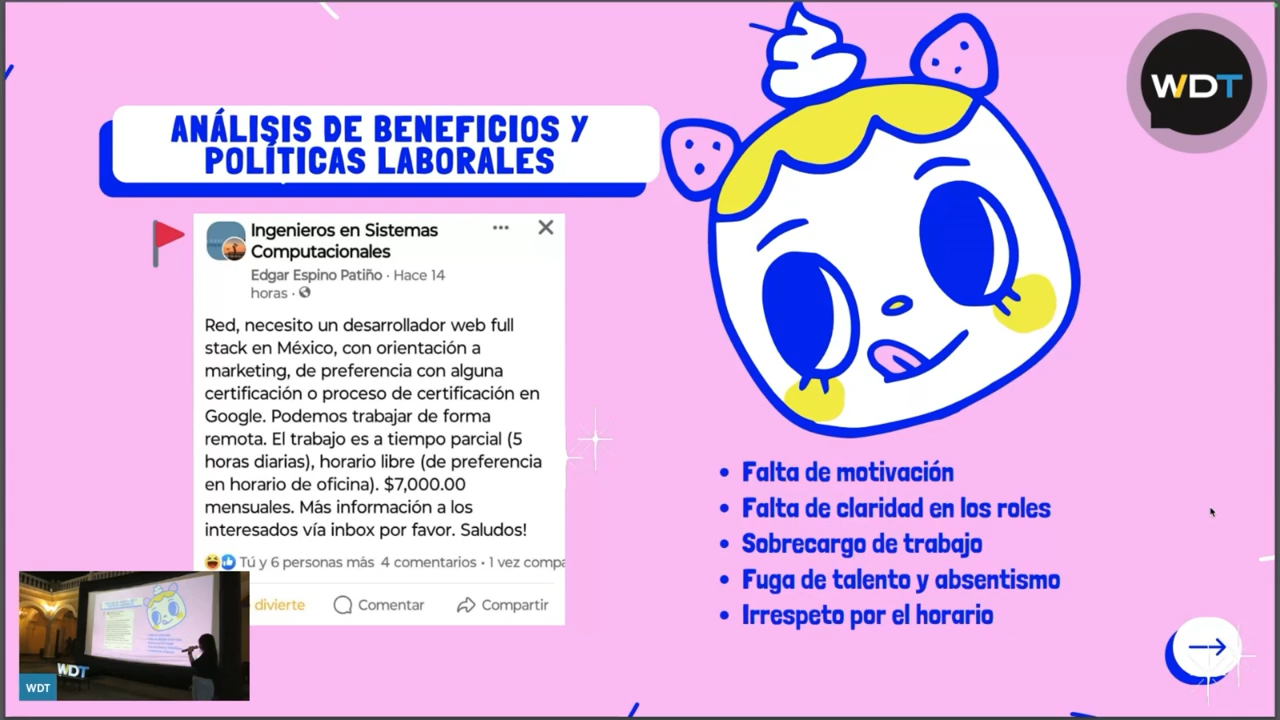 WDT
ANÁLISIS DE BENEFICIOS Y
POLÍTICAS LABORALES
Ingenieros en Sistemas
Computacionales
Edgar Espino Patiño · Hace 14
horas ·
Red, necesito un desarrollador web full
stack en México, con orientación a
marketing, de preferencia con alguna
certificación o proceso de certificación en
Google. Podemos trabajar de forma
remota. El trabajo es a tiempo parcial (5
horas diarias), horario libre (de preferencia
en horario de oficina). $7,000.00
mensuales. Más información a los
interesados vía inbox por favor. Saludos!
Tú y 6 personas más 4 comentarios · 1 vez compa
divierte Comentar Compartir
• Falta de motivación
• Falta de claridad en los roles
• Sobrecargo de trabajo
• Fuga de talento y absentismo
• Irrespeto por el horario
WDT
WDT